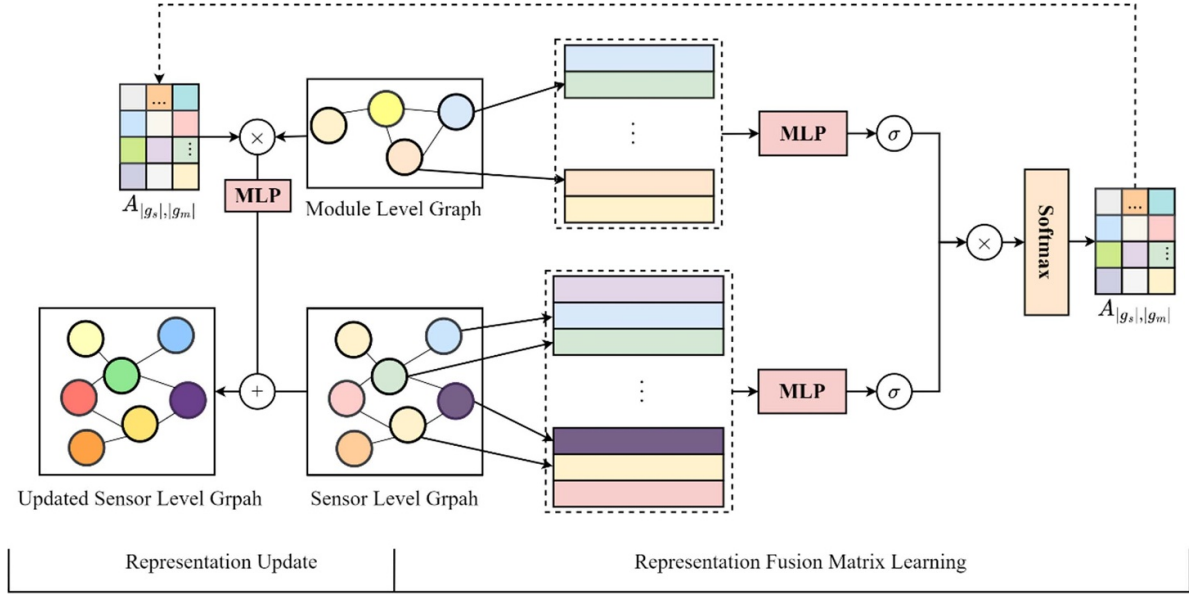 ...
⋮
A|gs|,|gm|
×
MLP
Module Level Graph
⋮
MLP
σ
×
Softmax
...
⋮
A|gs|,|gm|
Updated Sensor Level Grpah
+
Sensor Level Grpah
⋮
MLP
σ
Representation Update
Representation Fusion Matrix Learning